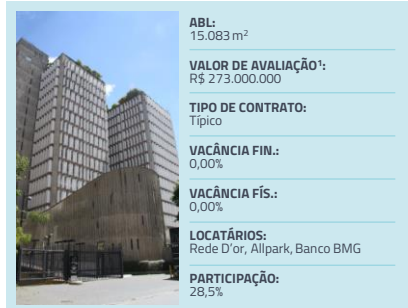 ABL:
15.083 m²
VALOR DE AVALIAÇÃO¹:
R$ 273.000.000
TIPO DE CONTRATO:
Típico
VACÂNCIA FIN.:
0,00%
VACÂNCIA FÍS.:
0,00%
LOCATÁRIOS:
Rede D'or, Allpark, Banco BMG
PARTICIPAÇÃO:
28,5%